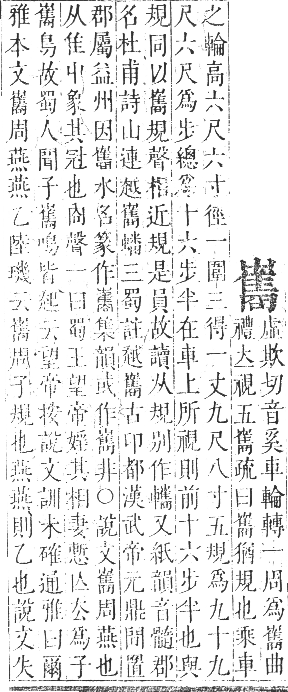 巂
虛欺切音奚車輪轉一周爲巂曲
禮大視五巂疏曰巂猶規也乘車
之輪高六尺六寸徑一圍三得一丈九尺八寸五規爲九十九
尺六尺爲步總爲十六步半在車上所視則前十六步半也與
規同以巂規聲相近規是員故讀从規別作轊又紙韻音髓郡
名杜甫詩山連越巂蟠三蜀註越巂古卭都漢武帝元鼎間置
郡屬益州因巂水名篆作巂集韻或作嶲非○說文巂周燕也
从隹屮象其冠也㕯聲一曰蜀王望帝婬其相妻慙亡去爲子
巂鳥故蜀人聞子巂鳴皆起云望帝按說文訓未確通雅曰爾
雅本文巂周燕燕乙陸璣云巂周子規也燕燕則乙也說文失